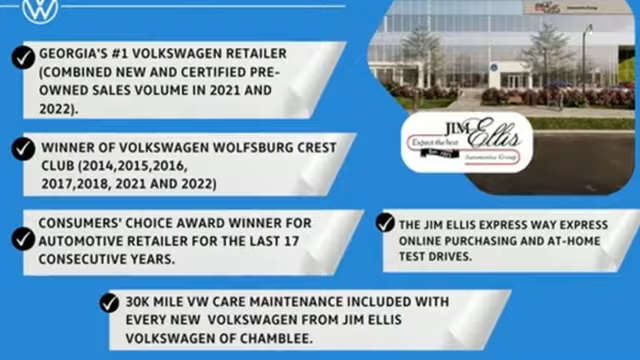 GEORGIA'S #1 VOLKSWAGEN RETAILER
(COMBINED NEW AND CERTIFIED PRE-
OWNED SALES VOLUME IN 2021 AND
2022).
WINNER OF VOLKSWAGEN WOLFSBURG CREST
CLUB (2014,2015,2016,
2017,2018, 2021 AND 2022)
CONSUMERS' CHOICE AWARD WINNER FOR
AUTOMOTIVE RETAILER FOR THE LAST 17
CONSECUTIVE YEARS.
JIM Ellis
Expect the best
Automotive Group
THE JIM ELLIS EXPRESS WAY EXPRESS
ONLINE PURCHASING AND AT-HOME
TEST DRIVES.
30K MILE VW CARE MAINTENANCE INCLUDED WITH
EVERY NEW VOLKSWAGEN FROM JIM ELLIS
VOLKSWAGEN OF CHAMBLEE.